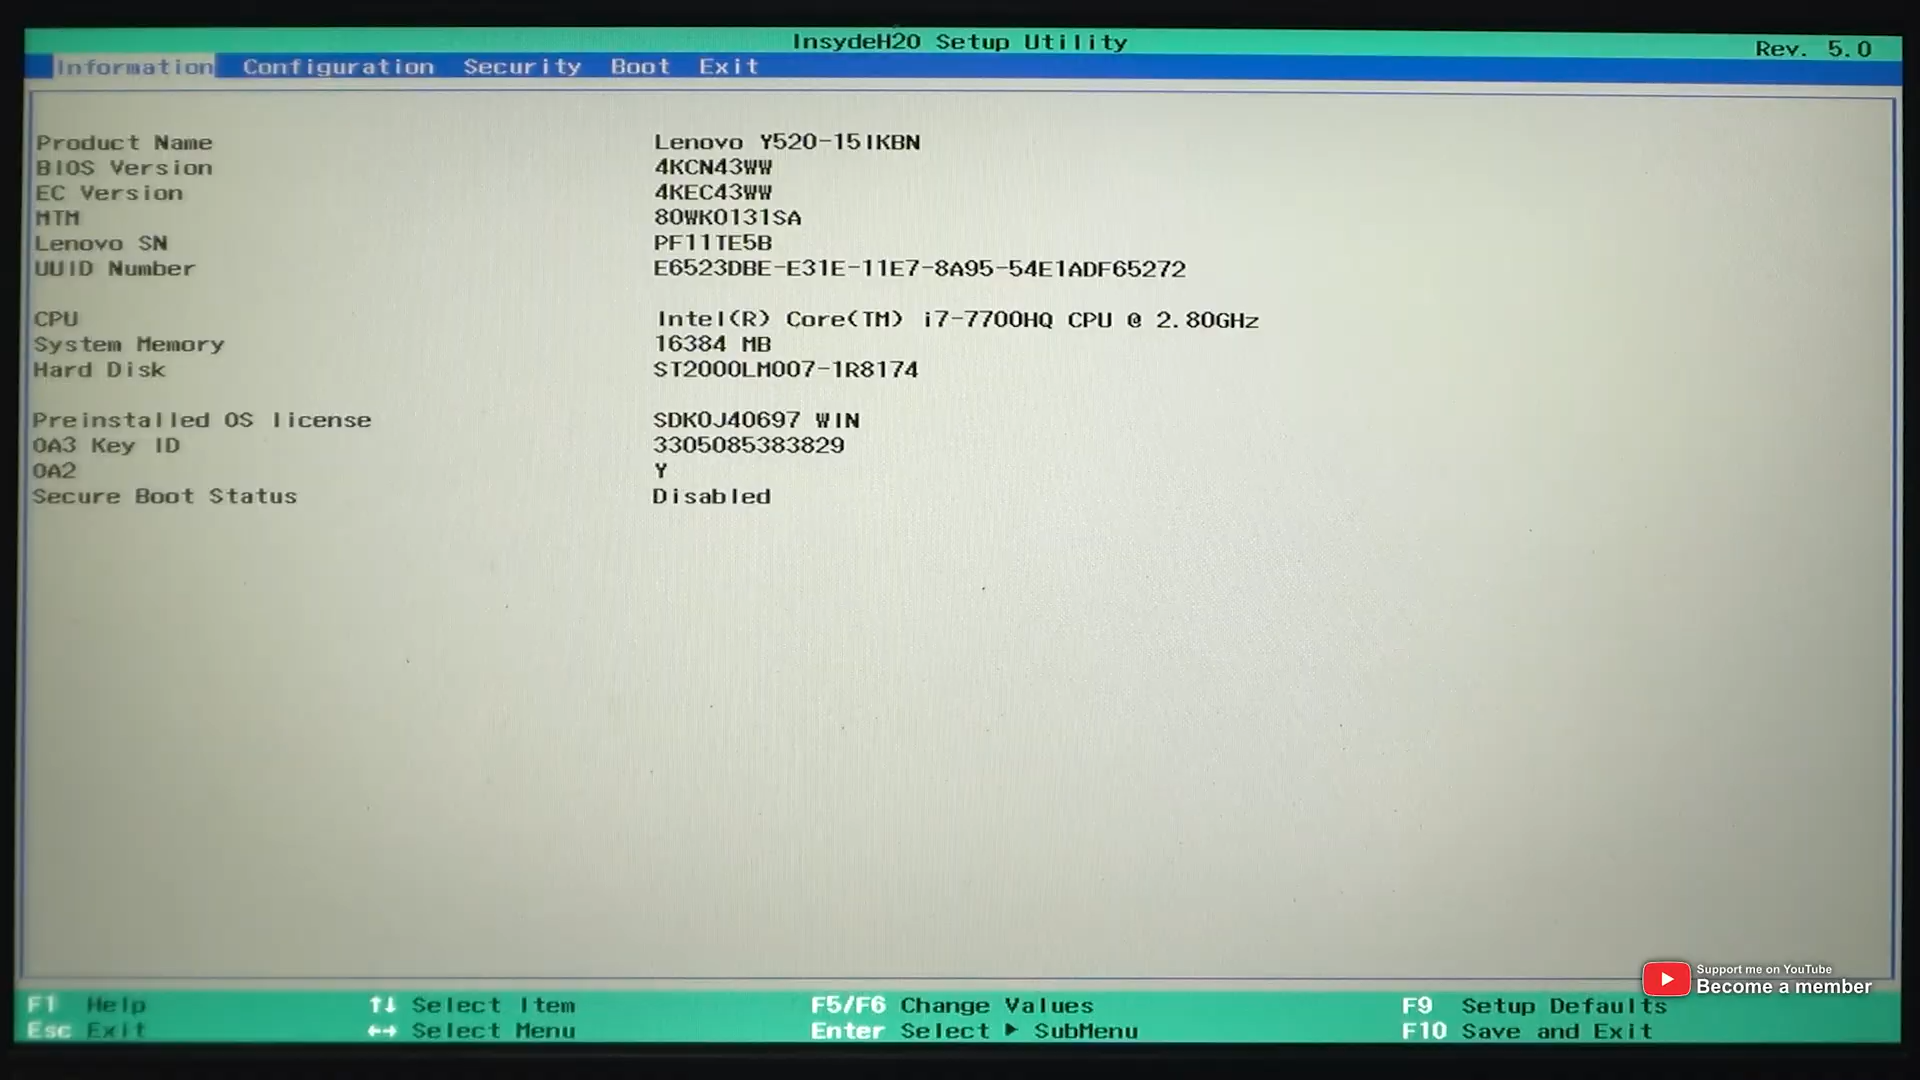 InsydeH20 Setup Utility
Rev. 5.0
Information Configuration Security Boot Exit
Product Name Lenovo Y520-15IKBN
BIOS Version 4KCN43WW
EC Version 4KEC43WW
MTM 80WK0131SA
Lenovo SN PF11TE5B
UUID Number E6523DBE-E31E-11E7-8A95-54E1ADF65272
CPU Intel(R) Core(TM) i7-7700HQ CPU @ 2.80GHz
System Memory 16384 MB
Hard Disk ST2000LM007-1R8174
Preinstalled OS license SDK0J40697 WIN
OA3 Key ID 3305085383829
OA2 Y
Secure Boot Status Disabled
Support me on YouTube
Become a member
F1 Help ↑↓ Select Item F5/F6 Change Values F9 Setup Defaults
Esc Exit ←→ Select Menu Enter Select ▶ SubMenu F10 Save and Exit